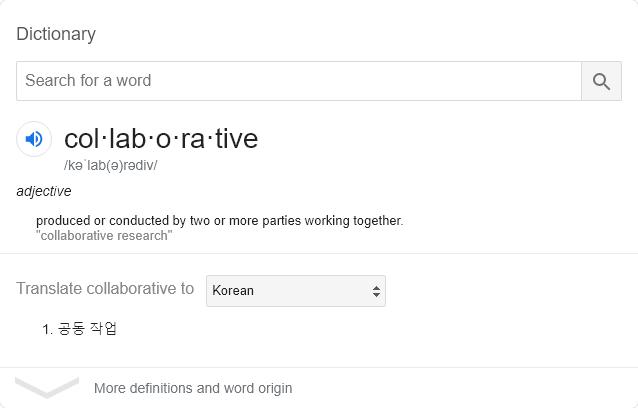 Dictionary
Search for a word
col·lab·o·ra·tive
/kəˈlab(ə)rədiv/
adjective
produced or conducted by two or more parties working together.
"collaborative research"
Translate collaborative to Korean
1. 공동 작업
More definitions and word origin